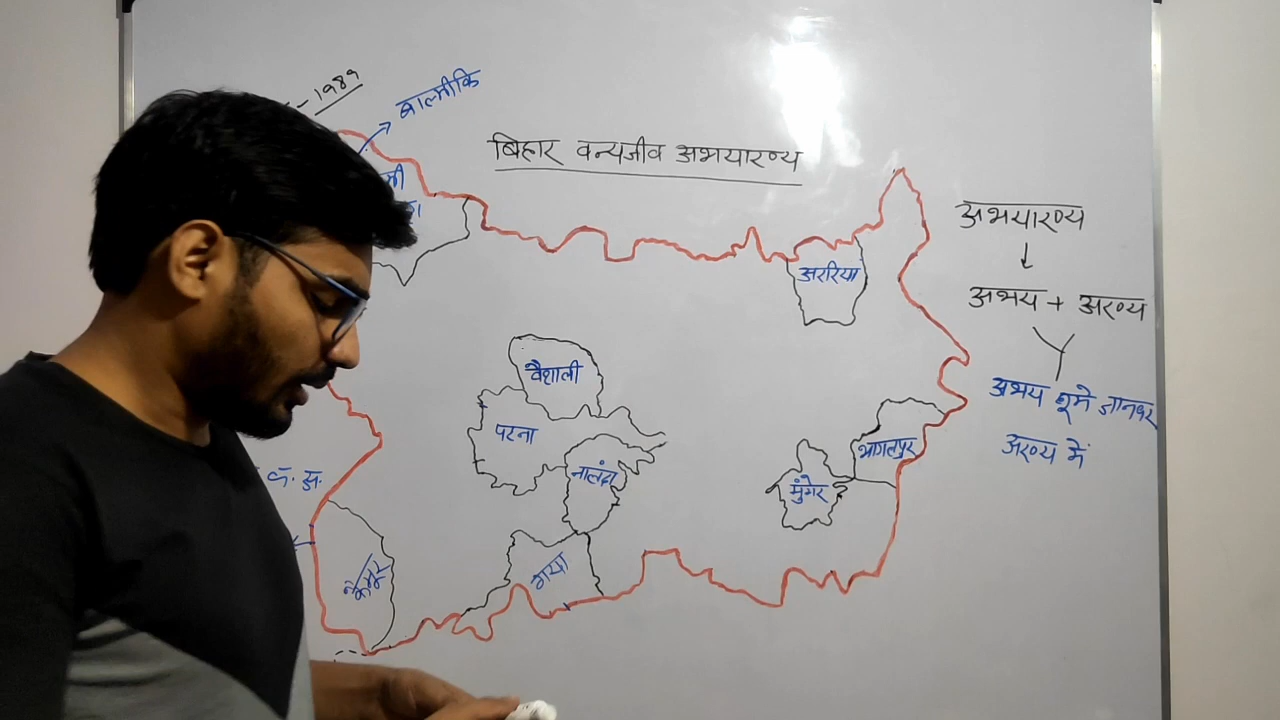 1989
बाल्मीकि
बिहार वन्यजीव अभयारण्य
अररिया
वैशाली
पटना
नालंदा
गया
मुंगेर
भागलपुर
कैमूर
अभयारण्य
↓
अभय + अरण्य
अभय घूमे जानवर
अरण्य में